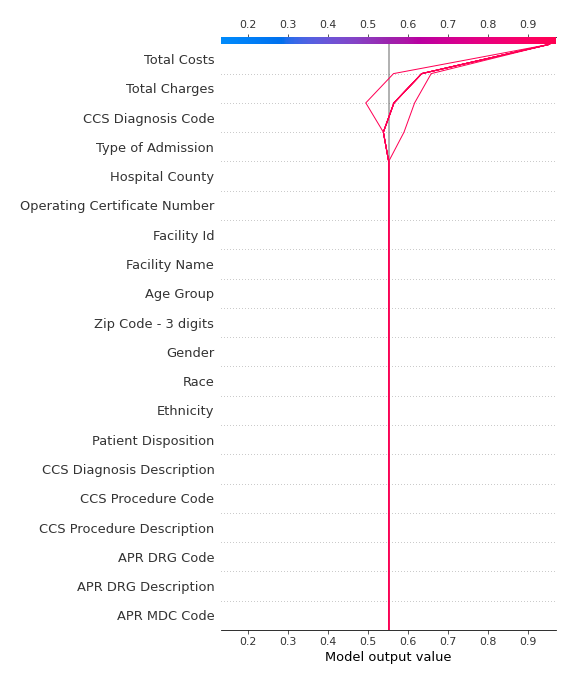 0.2 0.3 0.4 0.5 0.6 0.7 0.8 0.9
Total Costs
Total Charges
CCS Diagnosis Code
Type of Admission
Hospital County
Operating Certificate Number
Facility Id
Facility Name
Age Group
Zip Code - 3 digits
Gender
Race
Ethnicity
Patient Disposition
CCS Diagnosis Description
CCS Procedure Code
CCS Procedure Description
APR DRG Code
APR DRG Description
APR MDC Code
0.2 0.3 0.4 0.5 0.6 0.7 0.8 0.9
Model output value